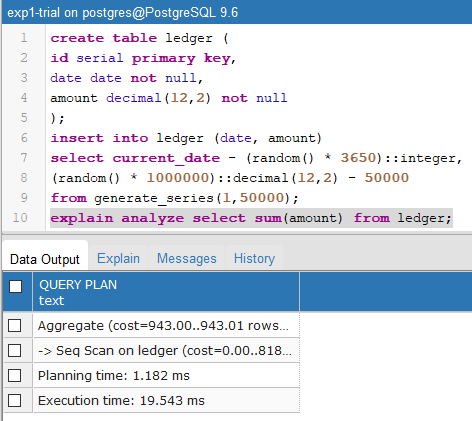 exp1-trial on postgres@PostgreSQL 9.6
1 create table ledger (
2 id serial primary key,
3 date date not null,
4 amount decimal(12,2) not null
5 );
6 insert into ledger (date, amount)
7 select current_date - (random() * 3650)::integer,
8 (random() * 1000000)::decimal(12,2) - 50000
9 from generate_series(1,50000);
10 explain analyze select sum(amount) from ledger;
Data Output Explain Messages History
QUERY PLAN
text
Aggregate (cost=943.00..943.01 rows...
-> Seq Scan on ledger (cost=0.00..818...
Planning time: 1.182 ms
Execution time: 19.543 ms